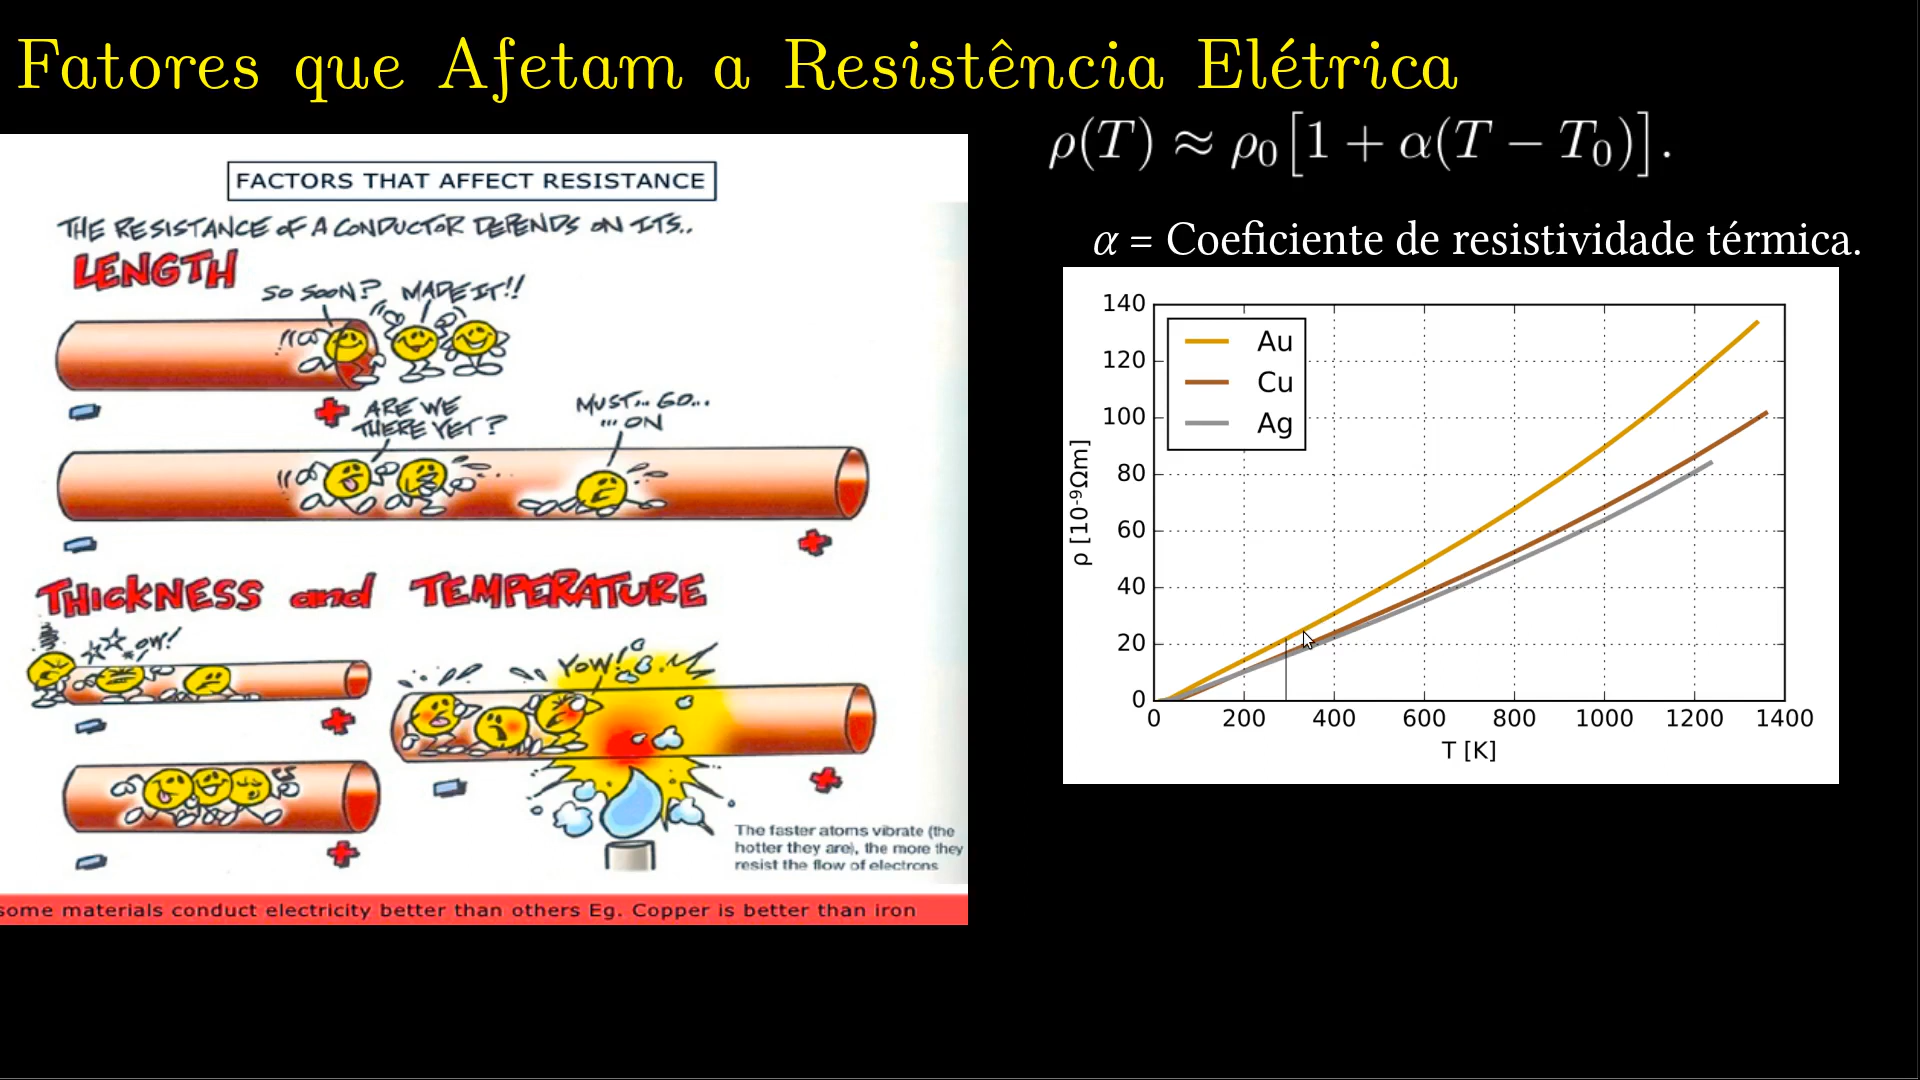 Fatores que Afetam a Resistência Elétrica
ρ(T) ≈ ρ₀[1 + α(T − T₀)].
α = Coeficiente de resistividade térmica.
FACTORS THAT AFFECT RESISTANCE
THE RESISTANCE OF A CONDUCTOR DEPENDS ON ITS..
LENGTH
SO SOON? MADE IT!!
ARE WE
THERE YET?
MUST... GO...
... ON
THICKNESS and TEMPERATURE
OW!
YOW!
The faster atoms vibrate (the
hotter they are), the more they
resist the flow of electrons
some materials conduct electricity better than others Eg. Copper is better than iron
Au
Cu
Ag
ρ [10⁻⁹Ωm]
140
120
100
80
60
40
20
0
0 200 400 600 800 1000 1200 1400
T [K]